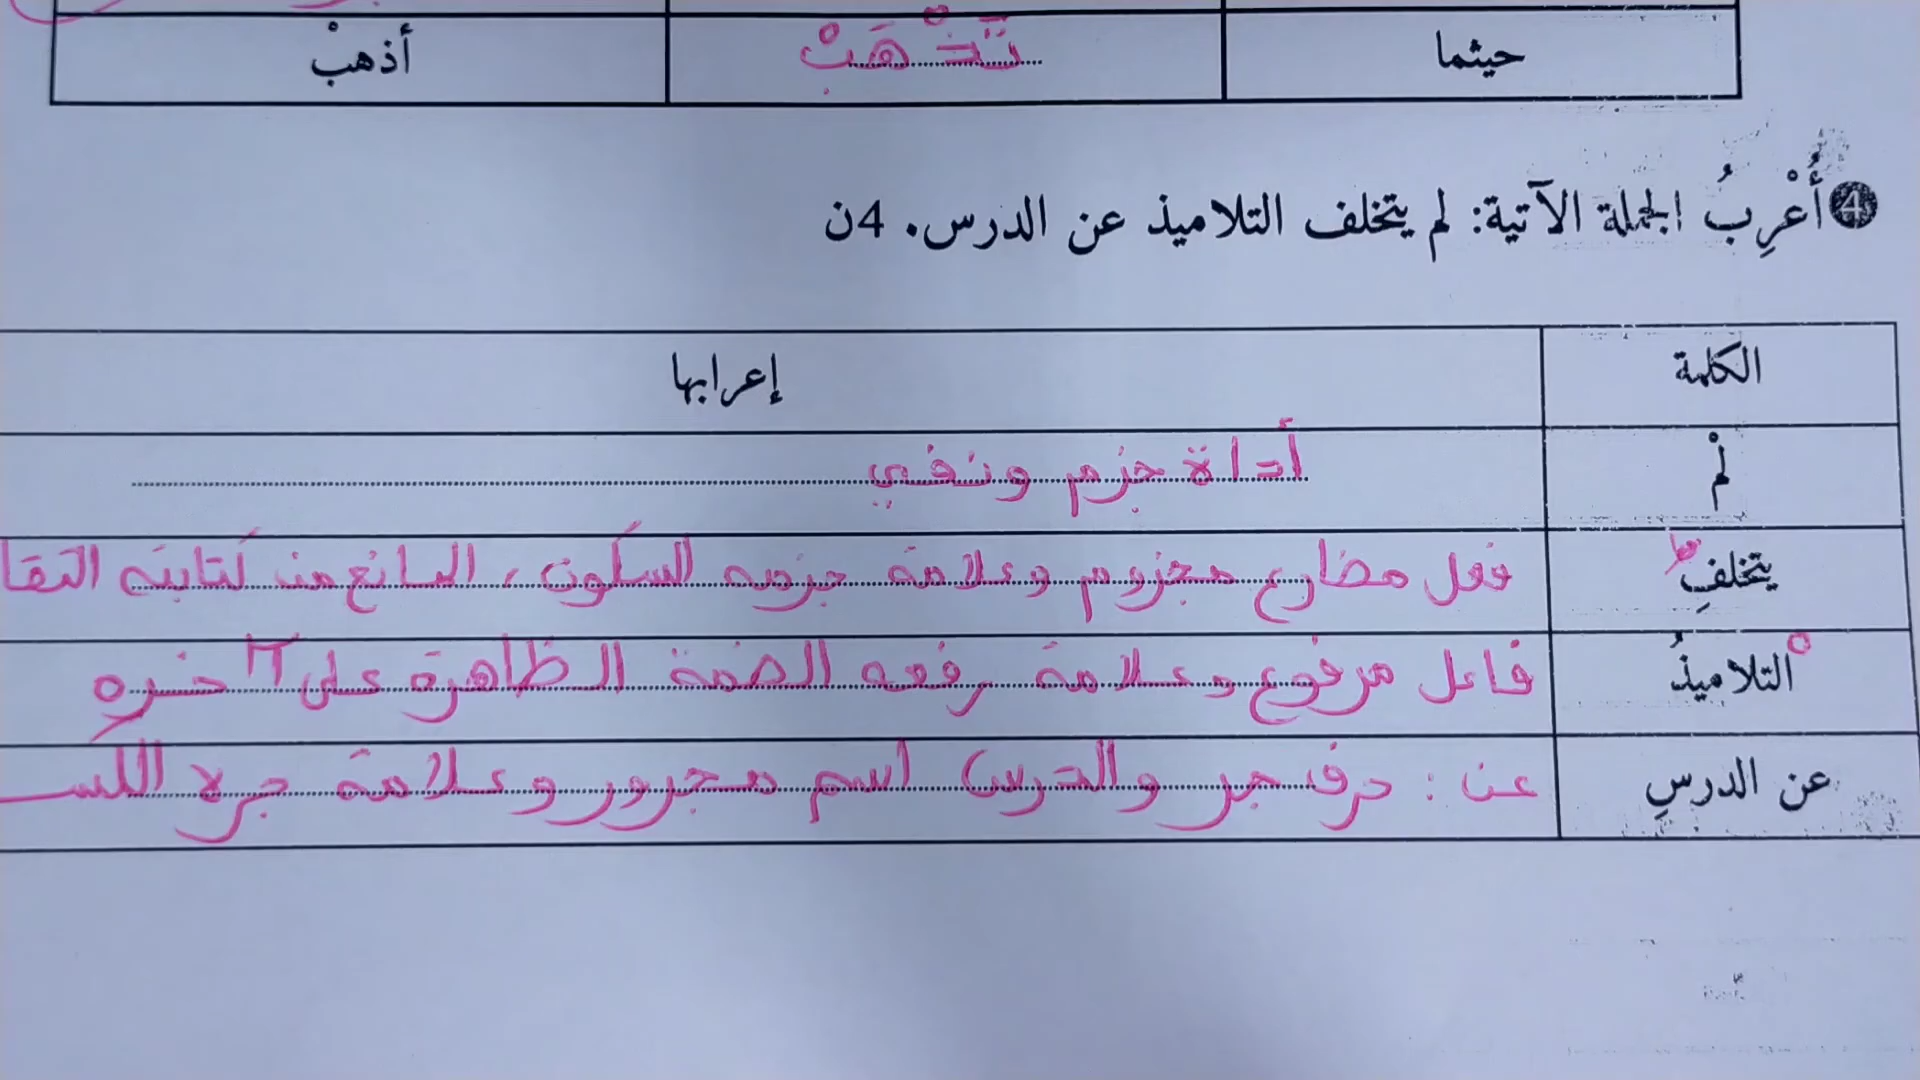 حيثما تَذْهَبْ أذهبْ
4 أُعْرِبُ الجملة الآتية: لم يتخلف التلاميذ عن الدرس. 4ن
الكلمة إعرابها
لمْ أداة جزم ونفي
يتخلفِ فعل مضارع مجزوم وعلامة جزمه السكون، المانع من كتابته التقا
التلاميذُ فاعل مرفوع وعلامة رفعه الضمة الظاهرة على آخره
عن الدرسِ عن : حرف جر والدرس اسم مجرور وعلامة جره الكس